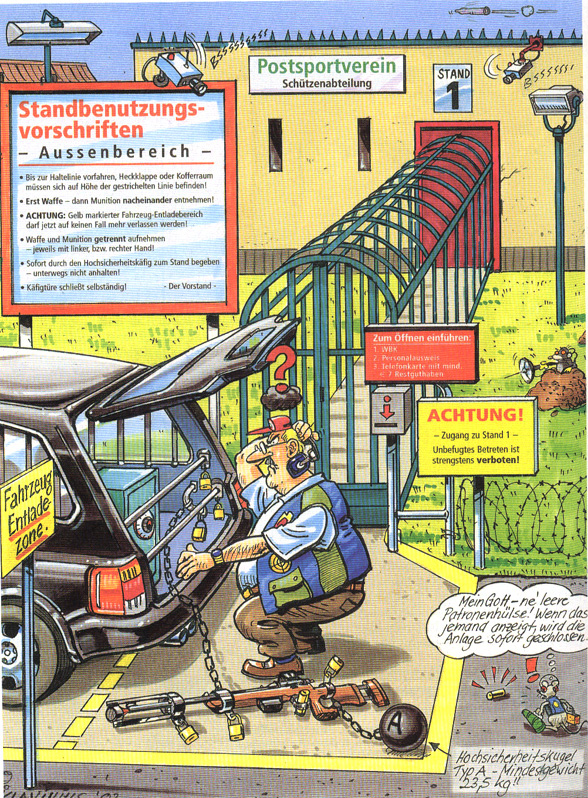 BSSSSSSSSS
Postsportverein
Schützenabteilung
STAND
1
BSSSSSS
Standbenutzungs-
vorschriften
– Aussenbereich –
• Bis zur Haltelinie vorfahren, Heckklappe oder Kofferraum
müssen sich auf Höhe der gestrichelten Linie befinden!
• Erst Waffe – dann Munition nacheinander entnehmen!
• ACHTUNG: Gelb markierter Fahrzeug-Entladebereich
darf jetzt auf keinen Fall mehr verlassen werden!
• Waffe und Munition getrennt aufnehmen
– jeweils mit linker, bzw. rechter Hand!
• Sofort durch den Hochsicherheitskäfig zum Stand begeben
– unterwegs nicht anhalten!
• Käfigtüre schließt selbständig! - Der Vorstand -
Zum Öffnen einführen:
1. WBK
2. Personalausweis
3. Telefonkarte mit mind.
< 7 Restguthaben
?
ACHTUNG!
– Zugang zu Stand 1 –
Unbefugtes Betreten ist
strengstens verboten!
Fahrzeug
Entlade
zone.
Mein Gott – ne' leere
Patronenhülse! Wenn das
jemand anzeigt, wird die
Anlage sofort geschlossen
!
A
Hochsicherheitskugel
Typ A – Mindestgewicht
23,5 kg!!